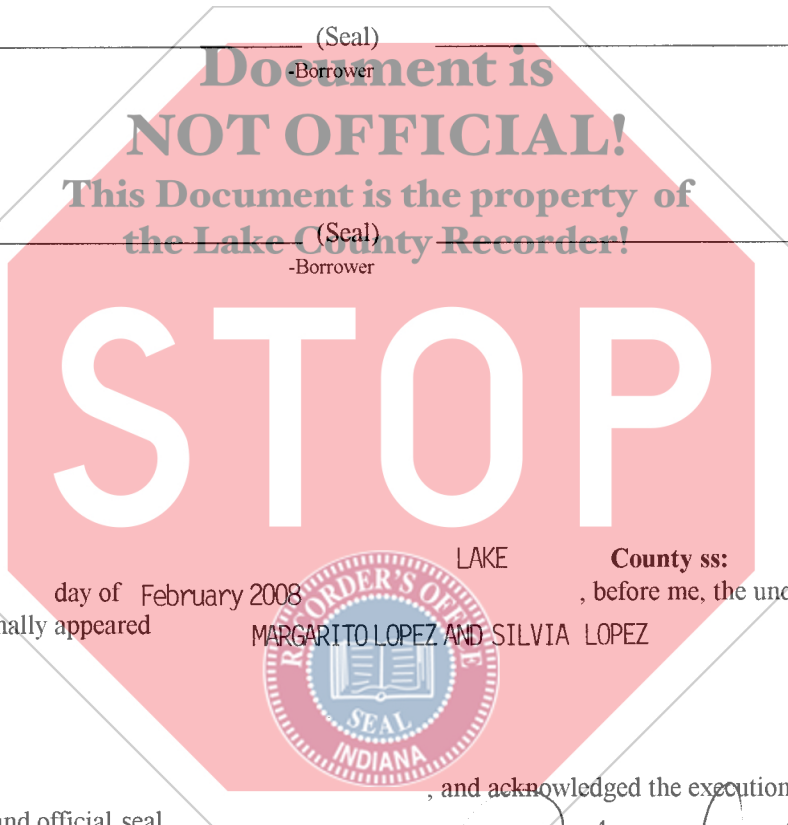 (Seal)
-Borrower
Document is
NOT OFFICIAL!
This Document is the property of
the Lake County Recorder!
(Seal)
-Borrower
STOP
LAKE County ss:
day of February 2008 , before me, the und
nally appeared MARGARITO LOPEZ AND SILVIA LOPEZ
RECORDER'S OFFICE
SEAL
INDIANA
, and acknowledged the execution
and official seal